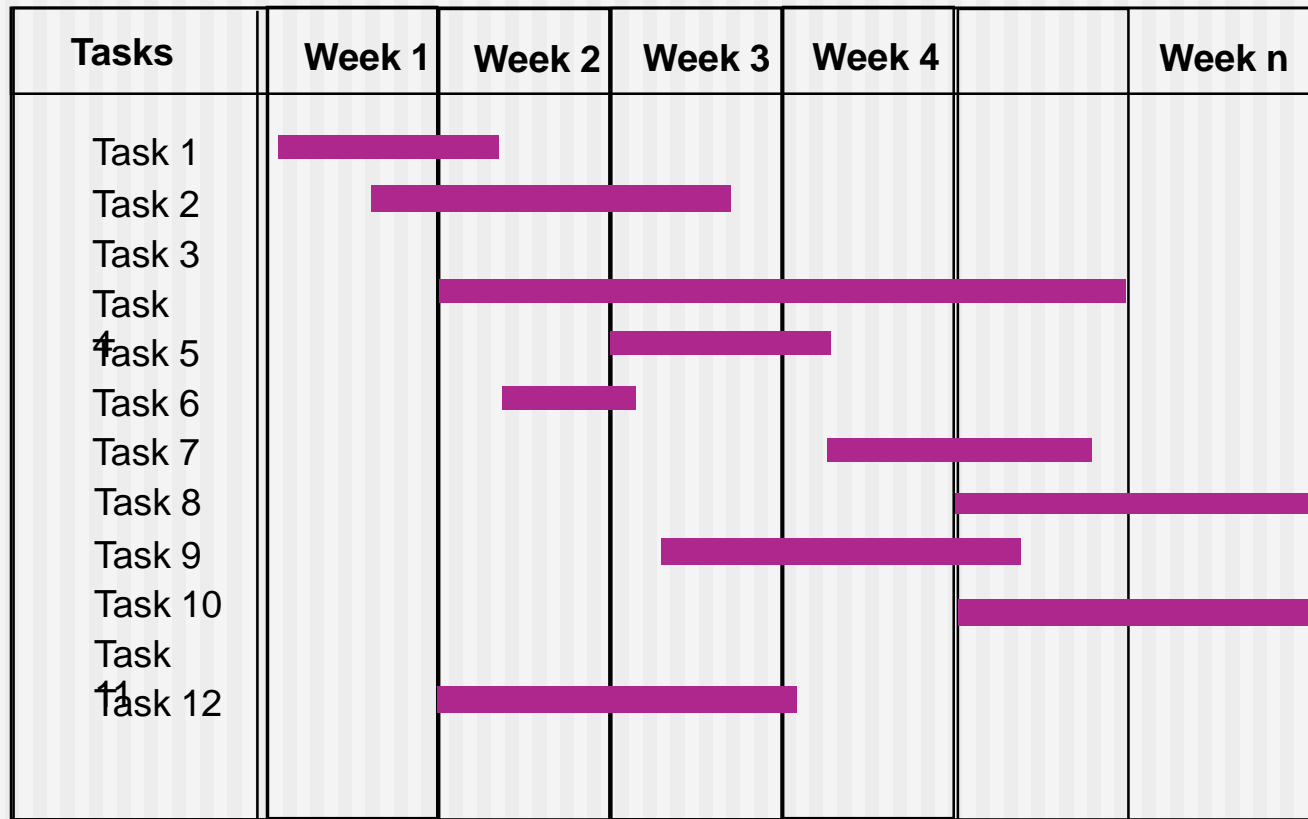 Tasks Week 1 Week 2 Week 3 Week 4 Week n
Task 1
Task 2
Task 3
Task
4
Task 5
Task 6
Task 7
Task 8
Task 9
Task 10
Task
11
Task 12